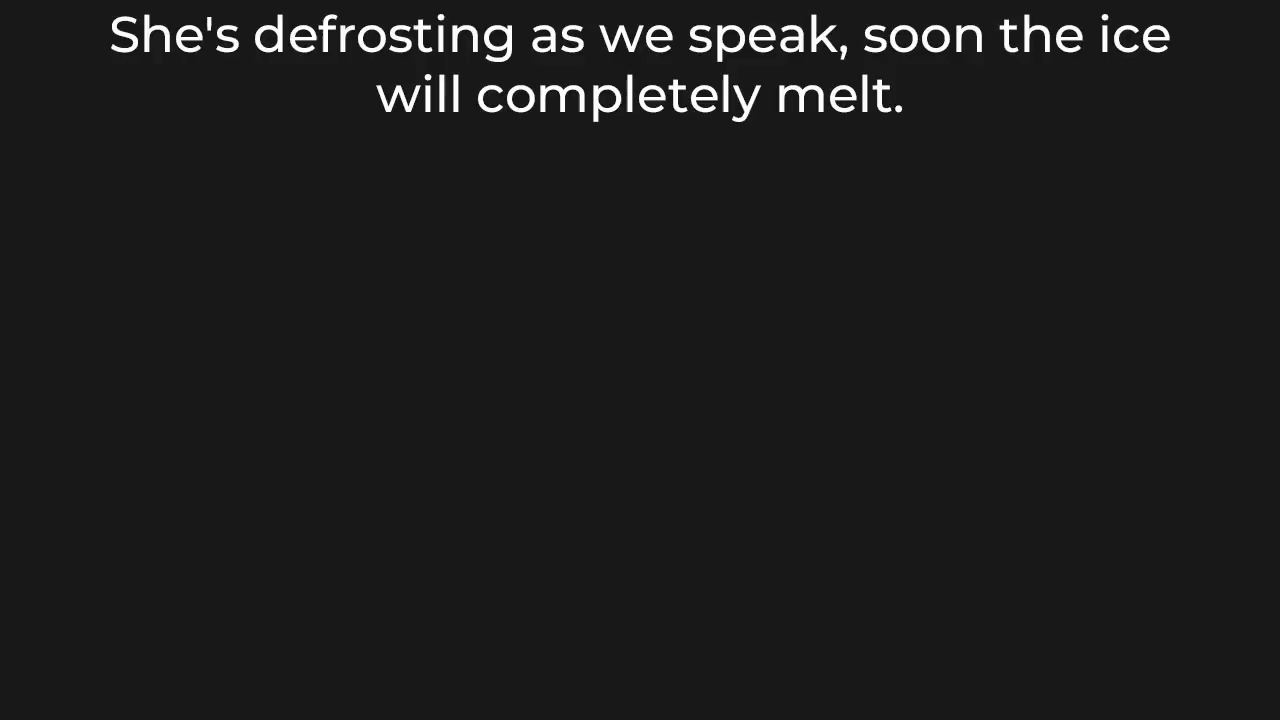 She's defrosting as we speak, soon the ice
will completely melt.